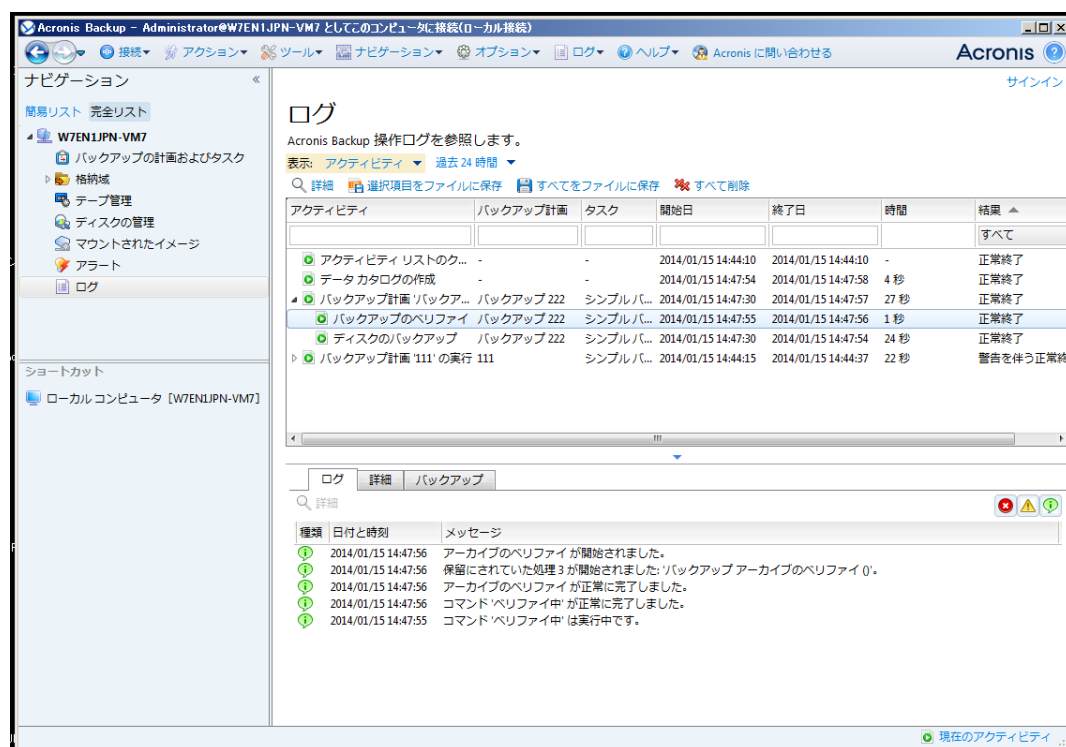 Acronis Backup - Administrator@W7EN1JPN-VM7 としてこのコンピュータに接続(ローカル接続)
接続 アクション ツール ナビゲーション オプション ログ ヘルプ Acronis に問い合わせる Acronis
ナビゲーション
サインイン
簡易リスト 完全リスト
W7EN1JPN-VM7
バックアップの計画およびタスク
格納域
テープ管理
ディスクの管理
マウントされたイメージ
アラート
ログ
ショートカット
ローカル コンピュータ [W7EN1JPN-VM7]
ログ
Acronis Backup 操作ログを参照します。
表示: アクティビティ 過去 24 時間
詳細 選択項目をファイルに保存 すべてをファイルに保存 すべて削除
アクティビティ バックアップ計画 タスク 開始日 終了日 時間 結果
すべて
アクティビティ リストのク... - - 2014/01/15 14:44:10 2014/01/15 14:44:10 - 正常終了
データ カタログの作成 - - 2014/01/15 14:47:54 2014/01/15 14:47:58 4 秒 正常終了
バックアップ計画 'バックア... バックアップ 222 シンプル バ... 2014/01/15 14:47:30 2014/01/15 14:47:57 27 秒 正常終了
バックアップのベリファイ バックアップ 222 シンプル バ... 2014/01/15 14:47:55 2014/01/15 14:47:56 1 秒 正常終了
ディスクのバックアップ バックアップ 222 シンプル バ... 2014/01/15 14:47:30 2014/01/15 14:47:54 24 秒 正常終了
バックアップ計画 '111' の実行 111 シンプル バ... 2014/01/15 14:44:15 2014/01/15 14:44:37 22 秒 警告を伴う正常終
ログ 詳細 バックアップ
詳細
種類 日付と時刻 メッセージ
2014/01/15 14:47:56 アーカイブのベリファイ が開始されました。
2014/01/15 14:47:56 保留にされていた処理 3 が開始されました: 'バックアップ アーカイブのベリファイ ()'。
2014/01/15 14:47:56 アーカイブのベリファイ が正常に完了しました。
2014/01/15 14:47:56 コマンド 'ベリファイ中' が正常に完了しました。
2014/01/15 14:47:55 コマンド 'ベリファイ中' は実行中です。
現在のアクティビティ